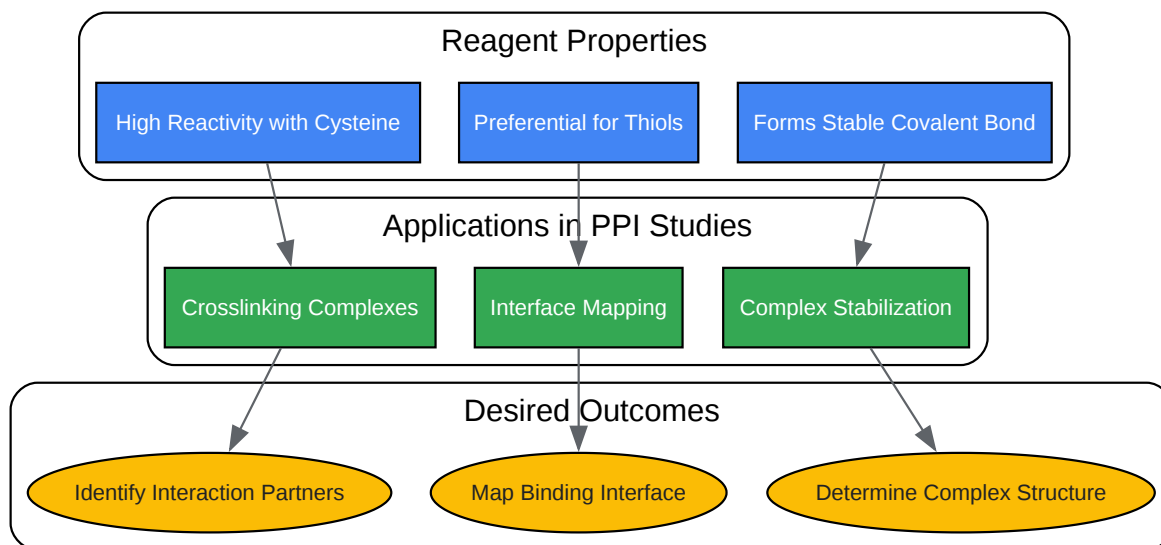 Reagent Properties
High Reactivity with Cysteine
Preferential for Thiols
Forms Stable Covalent Bond
Applications in PPI Studies
Crosslinking Complexes
Interface Mapping
Complex Stabilization
Desired Outcomes
Identify Interaction Partners
Map Binding Interface
Determine Complex Structure